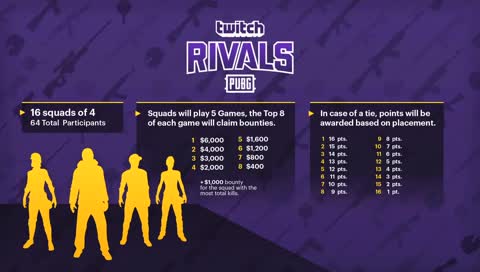 twitch
RIVALS
PUBG
16 squads of 4
64 Total Participants
Squads will play 5 Games, the Top 8
of each game will claim bounties.
1 $6,000
2 $4,000
3 $3,000
4 $2,000
5 $1,600
6 $1,200
7 $800
8 $400
+ $1,000 bounty
for the squad with the
most total kills.
In case of a tie, points will be
awarded based on placement.
1 16 pts.
2 15 pts.
3 14 pts.
4 13 pts.
5 12 pts.
6 11 pts.
7 10 pts.
8 9 pts.
9 8 pts.
10 7 pts.
11 6 pts.
12 5 pts.
13 4 pts.
14 3 pts.
15 2 pts.
16 1 pt.